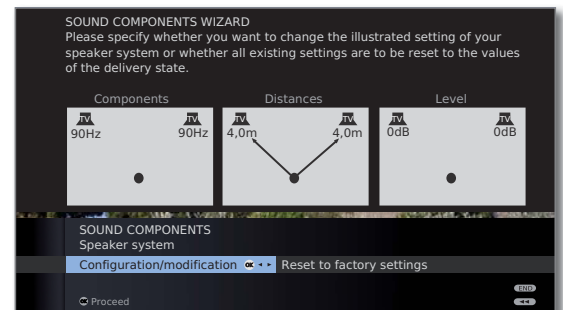 SOUND COMPONENTS WIZARD
Please specify whether you want to change the illustrated setting of your
speaker system or whether all existing settings are to be reset to the values
of the delivery state.
Components Distances Level
TV TV TV TV TV TV
90Hz 90Hz 4,0m 4,0m 0dB 0dB
SOUND COMPONENTS
Speaker system
Configuration/modification OK Reset to factory settings
END
OK Proceed